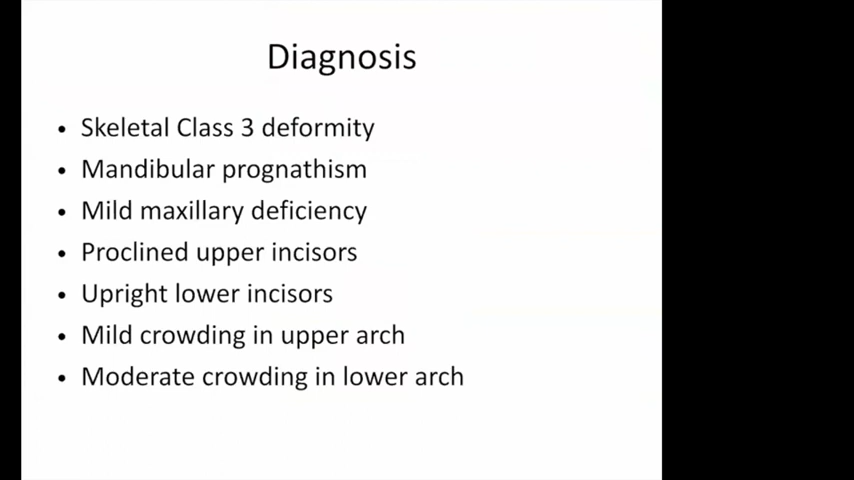 Diagnosis
• Skeletal Class 3 deformity
• Mandibular prognathism
• Mild maxillary deficiency
• Proclined upper incisors
• Upright lower incisors
• Mild crowding in upper arch
• Moderate crowding in lower arch